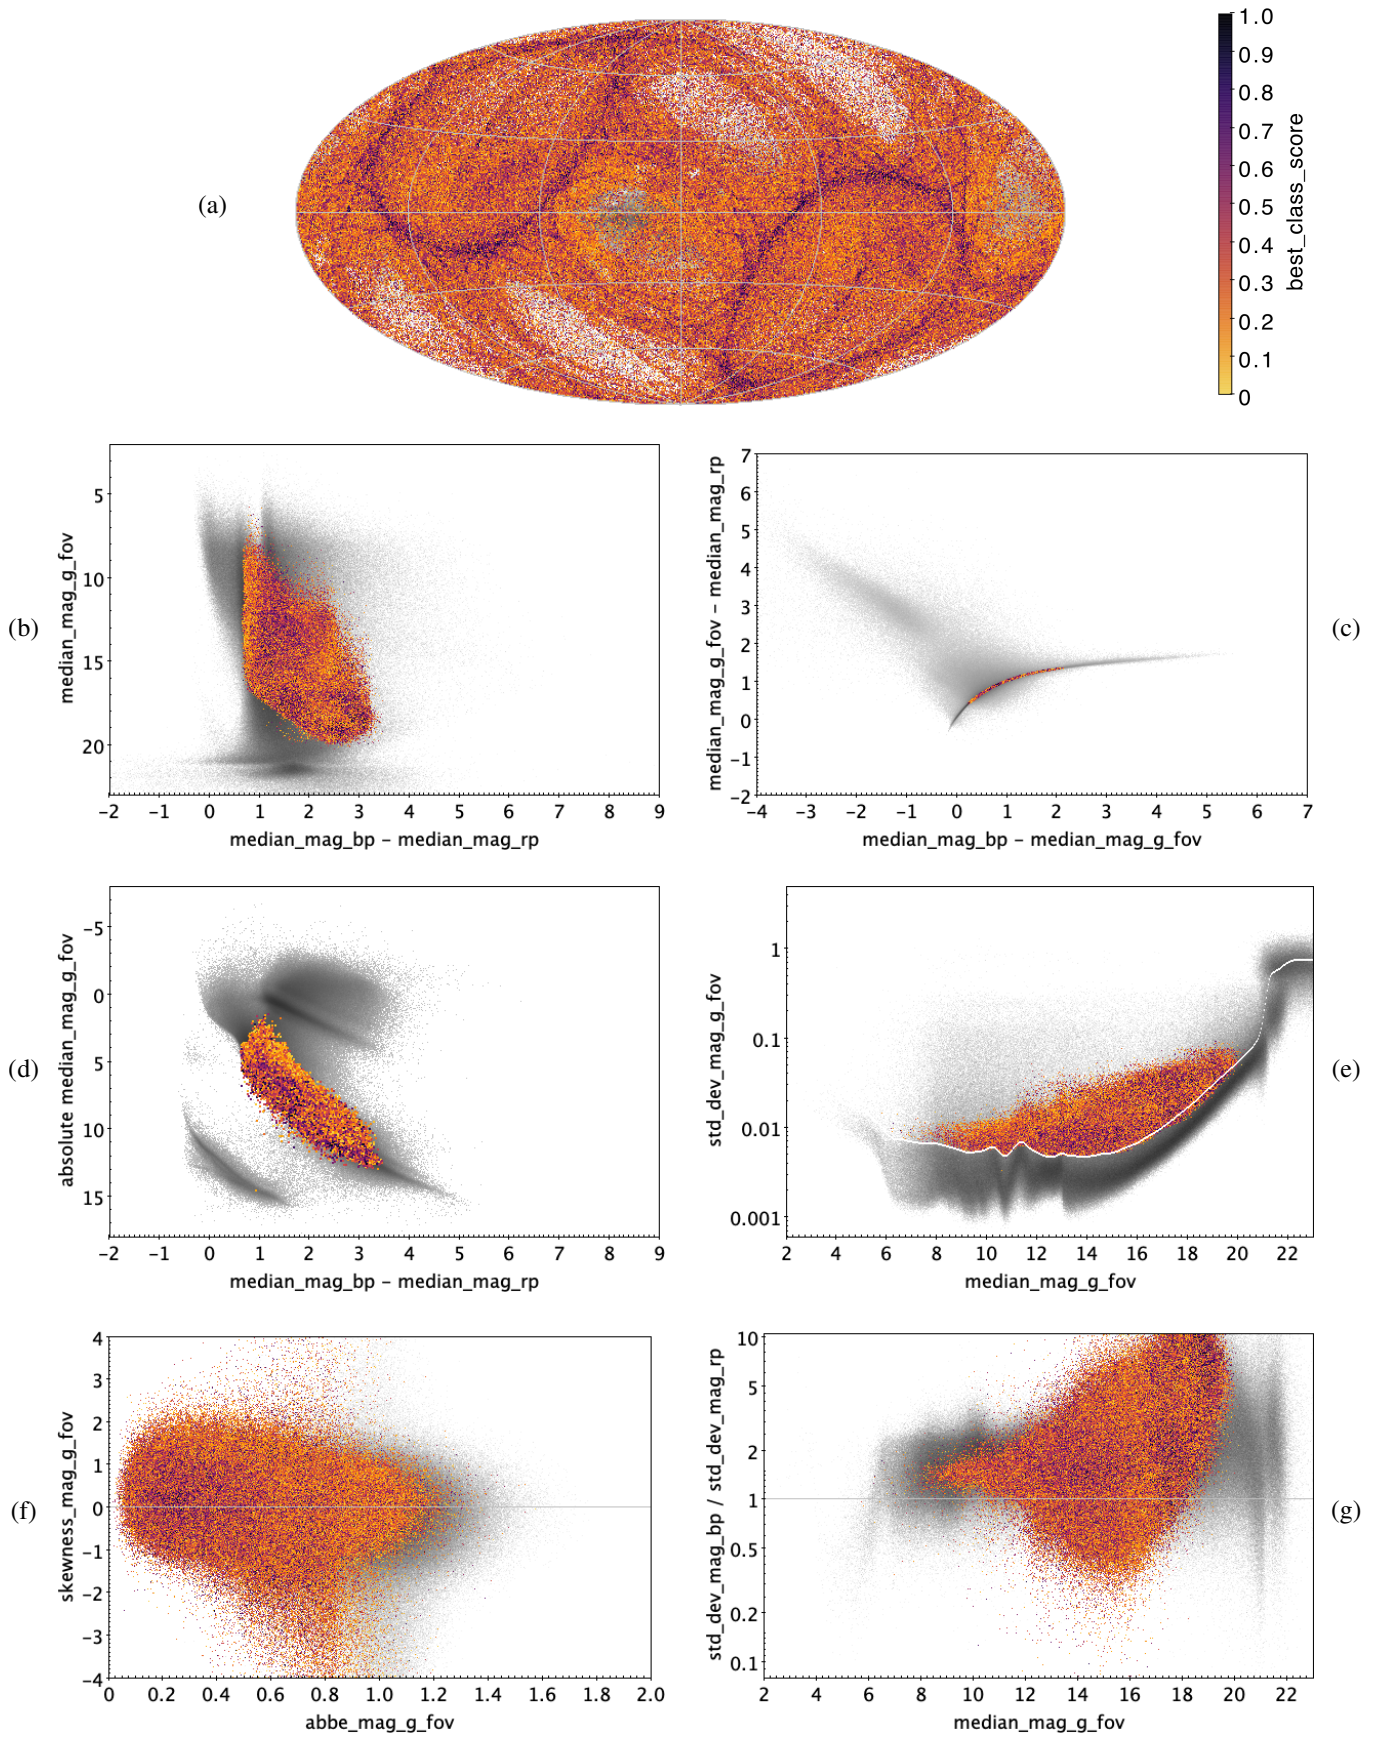 (a)
1.0
0.9
0.8
0.7
0.6
0.5
0.4
0.3
0.2
0.1
0
best_class_score
(b)
median_mag_g_fov
5
10
15
20
−2 −1 0 1 2 3 4 5 6 7 8 9
median_mag_bp − median_mag_rp
(c)
median_mag_g_fov − median_mag_rp
7
6
5
4
3
2
1
0
−1
−2
−4 −3 −2 −1 0 1 2 3 4 5 6 7
median_mag_bp − median_mag_g_fov
(d)
absolute median_mag_g_fov
−5
0
5
10
15
−2 −1 0 1 2 3 4 5 6 7 8 9
median_mag_bp − median_mag_rp
(e)
std_dev_mag_g_fov
1
0.1
0.01
0.001
2 4 6 8 10 12 14 16 18 20 22
median_mag_g_fov
(f)
skewness_mag_g_fov
4
3
2
1
0
−1
−2
−3
−4
0 0.2 0.4 0.6 0.8 1.0 1.2 1.4 1.6 1.8 2.0
abbe_mag_g_fov
(g)
std_dev_mag_bp / std_dev_mag_rp
10
5
2
1
0.5
0.2
0.1
2 4 6 8 10 12 14 16 18 20 22
median_mag_g_fov